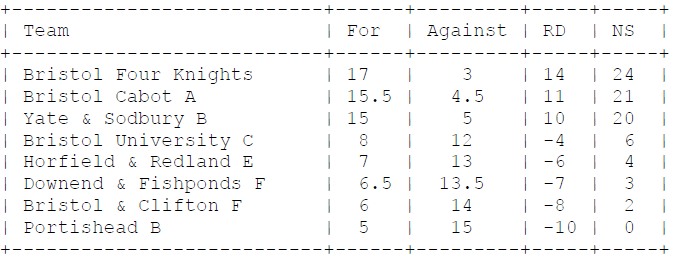 +---------------------------+------+---------+-----+-----+
| Team | For | Against | RD | NS |
+---------------------------+------+---------+-----+-----+
| Bristol Four Knights | 17 | 3 | 14 | 24 |
| Bristol Cabot A | 15.5 | 4.5 | 11 | 21 |
| Yate & Sodbury B | 15 | 5 | 10 | 20 |
| Bristol University C | 8 | 12 | -4 | 6 |
| Horfield & Redland E | 7 | 13 | -6 | 4 |
| Downend & Fishponds F | 6.5 | 13.5 | -7 | 3 |
| Bristol & Clifton F | 6 | 14 | -8 | 2 |
| Portishead B | 5 | 15 | -10 | 0 |
+---------------------------+------+---------+-----+-----+